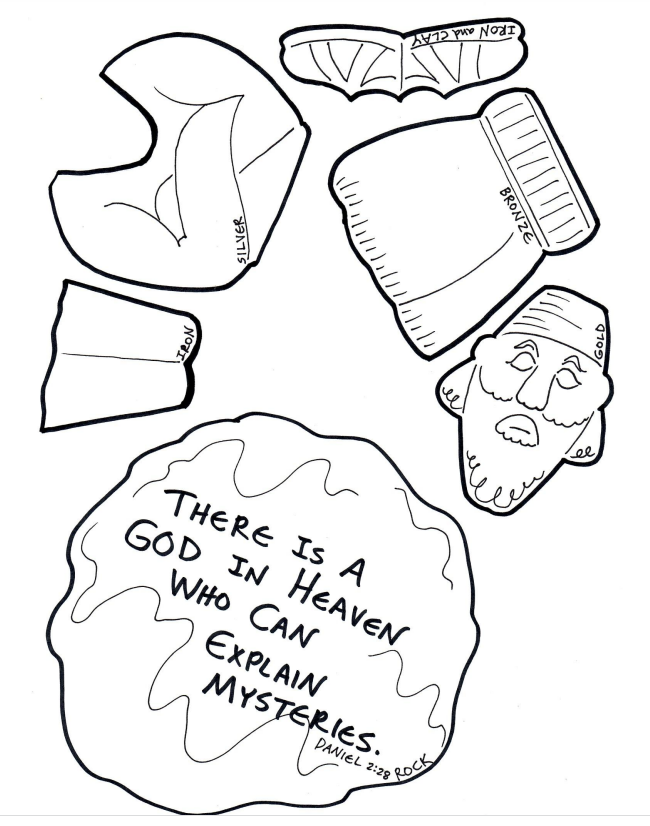 IRON and CLAY
SILVER
BRONZE
IRON
GOLD
THERE IS A
GOD IN HEAVEN
WHO CAN
EXPLAIN
MYSTERIES.
DANIEL 2:28
ROCK